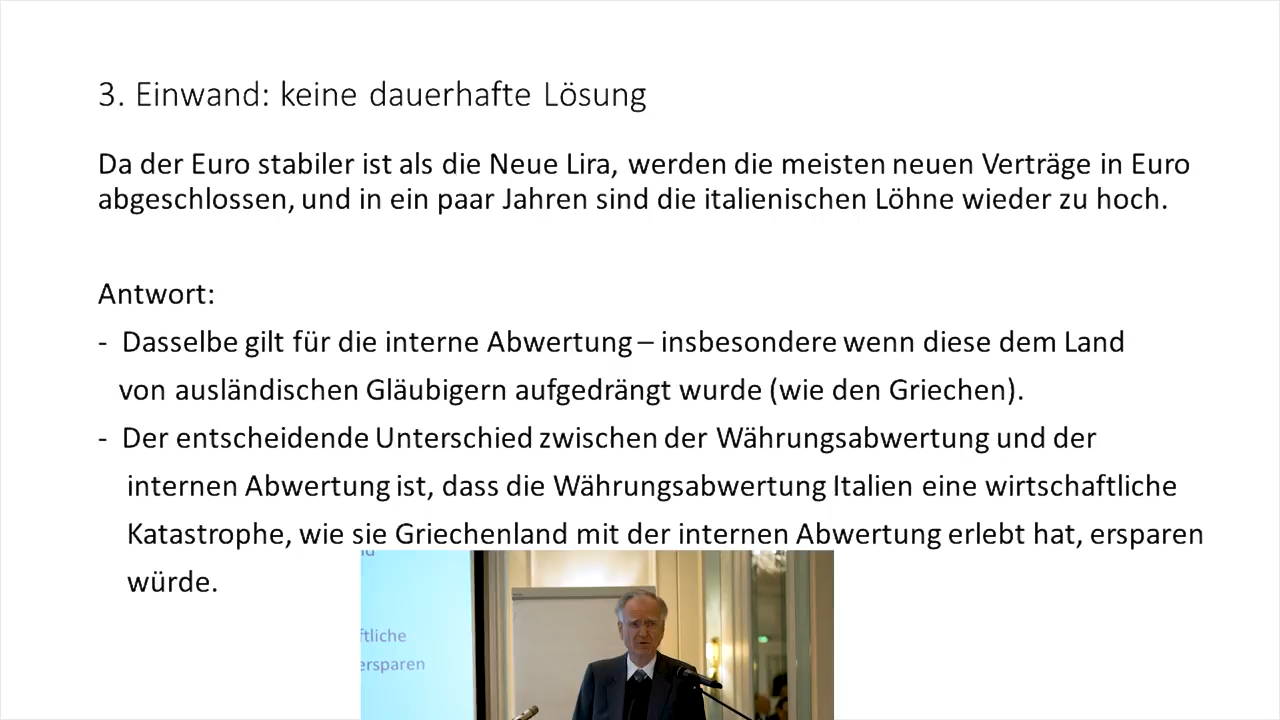 3. Einwand: keine dauerhafte Lösung
Da der Euro stabiler ist als die Neue Lira, werden die meisten neuen Verträge in Euro
abgeschlossen, und in ein paar Jahren sind die italienischen Löhne wieder zu hoch.
Antwort:
- Dasselbe gilt für die interne Abwertung – insbesondere wenn diese dem Land
von ausländischen Gläubigern aufgedrängt wurde (wie den Griechen).
- Der entscheidende Unterschied zwischen der Währungsabwertung und der
internen Abwertung ist, dass die Währungsabwertung Italien eine wirtschaftliche
Katastrophe, wie sie Griechenland mit der internen Abwertung erlebt hat, ersparen
würde.
ftliche
ersparen